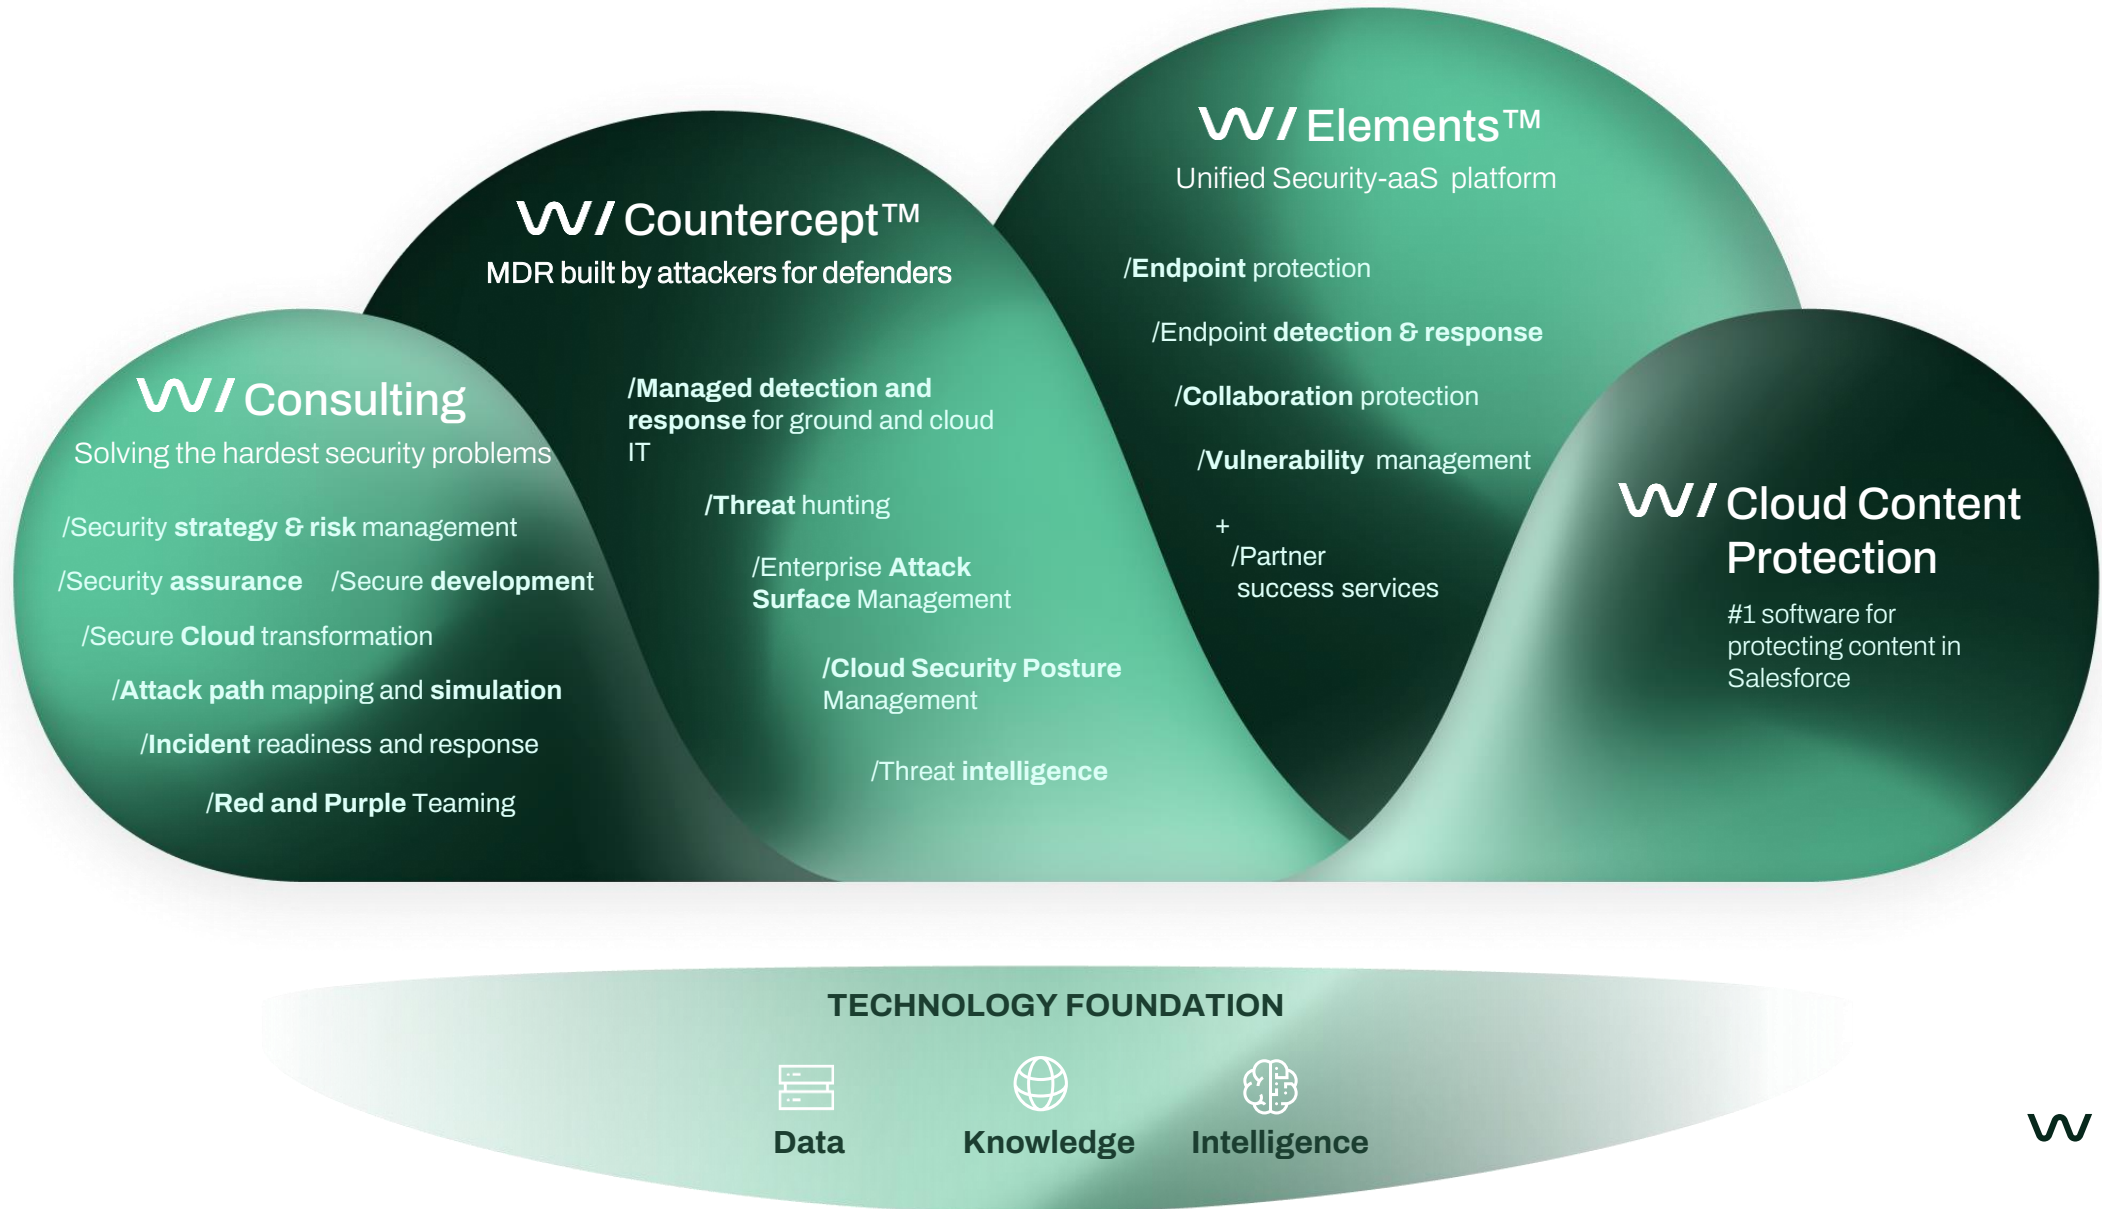 W/ Consulting
Solving the hardest security problems
/Security strategy & risk management
/Security assurance /Secure development
/Secure Cloud transformation
/Attack path mapping and simulation
/Incident readiness and response
/Red and Purple Teaming
W/ Countercept™
MDR built by attackers for defenders
/Managed detection and
response for ground and cloud
IT
/Threat hunting
/Enterprise Attack
Surface Management
/Cloud Security Posture
Management
/Threat intelligence
W/ Elements™
Unified Security-aaS platform
/Endpoint protection
/Endpoint detection & response
/Collaboration protection
/Vulnerability management
+
/Partner
success services
W/ Cloud Content
Protection
#1 software for
protecting content in
Salesforce
TECHNOLOGY FOUNDATION
Data
Knowledge
Intelligence
W